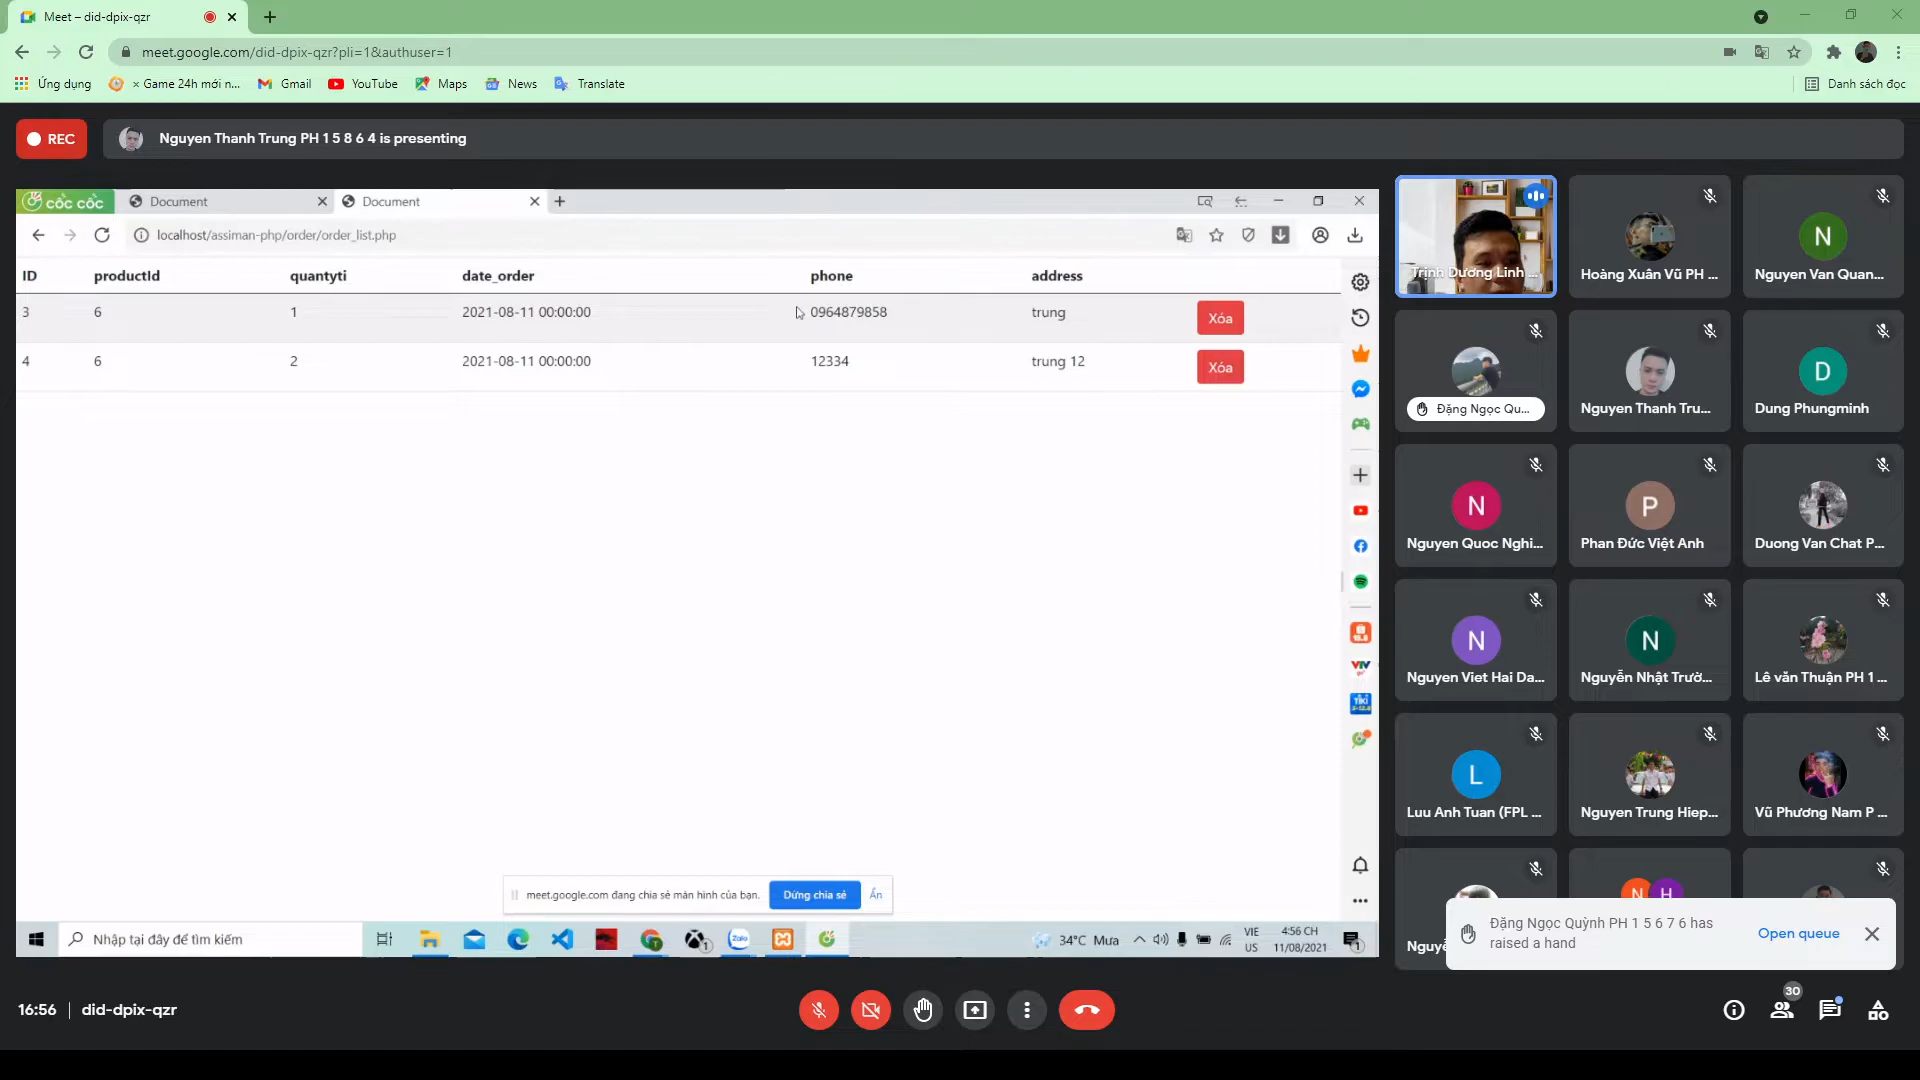 Meet – did-dpix-qzr
meet.google.com/did-dpix-qzr?pli=1&authuser=1
Ứng dụng
× Game 24h mới n...
Gmail
YouTube
Maps
News
Translate
Danh sách đọc
REC
Nguyen Thanh Trung PH 1 5 8 6 4 is presenting
cốc cốc
Document
Document
localhost/assiman-php/order/order_list.php
ID productId quantyti date_order phone address
3 6 1 2021-08-11 00:00:00 0964879858 trung Xóa
4 6 2 2021-08-11 00:00:00 12334 trung 12 Xóa
meet.google.com đang chia sẻ màn hình của bạn. Dừng chia sẻ Ẩn
Nhập tại đây để tìm kiếm
Zalo
34°C Mưa
VIE
US
4:56 CH
11/08/2021
Trịnh Dương Linh ...
Hoàng Xuân Vũ PH ...
N
Nguyen Van Quan...
Đặng Ngọc Qu...
Nguyen Thanh Tru...
D
Dung Phungminh
N
Nguyen Quoc Nghi...
P
Phan Đức Việt Anh
Duong Van Chat P...
N
Nguyen Viet Hai Da...
N
Nguyễn Nhật Trườ...
Lê văn Thuận PH 1 ...
L
Luu Anh Tuan (FPL ...
Nguyen Trung Hiep...
Vũ Phương Nam P ...
N H
Đặng Ngọc Quỳnh PH 1 5 6 7 6 has
raised a hand
Open queue
16:56
did-dpix-qzr
30